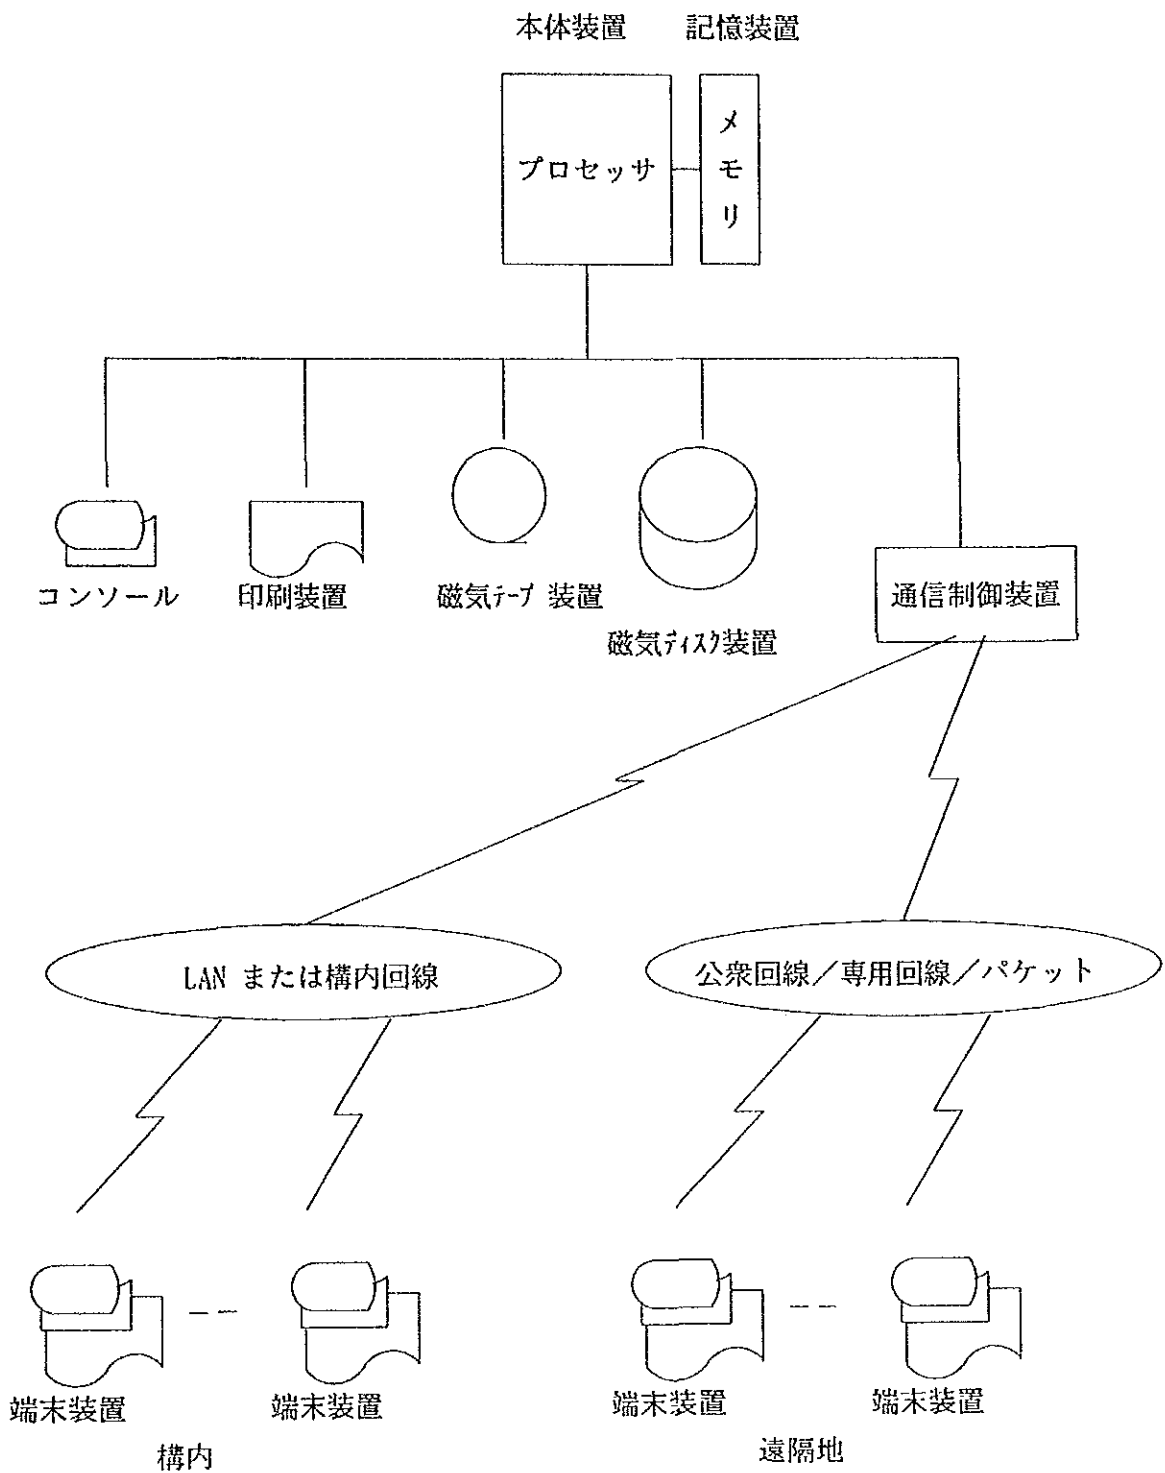 本体装置 記憶装置
プロセッサ
メモリ
コンソール
印刷装置
磁気テープ 装置
磁気ディスク装置
通信制御装置
LAN または構内回線
公衆回線/専用回線/パケット
端末装置
端末装置
端末装置
端末装置
構内
遠隔地